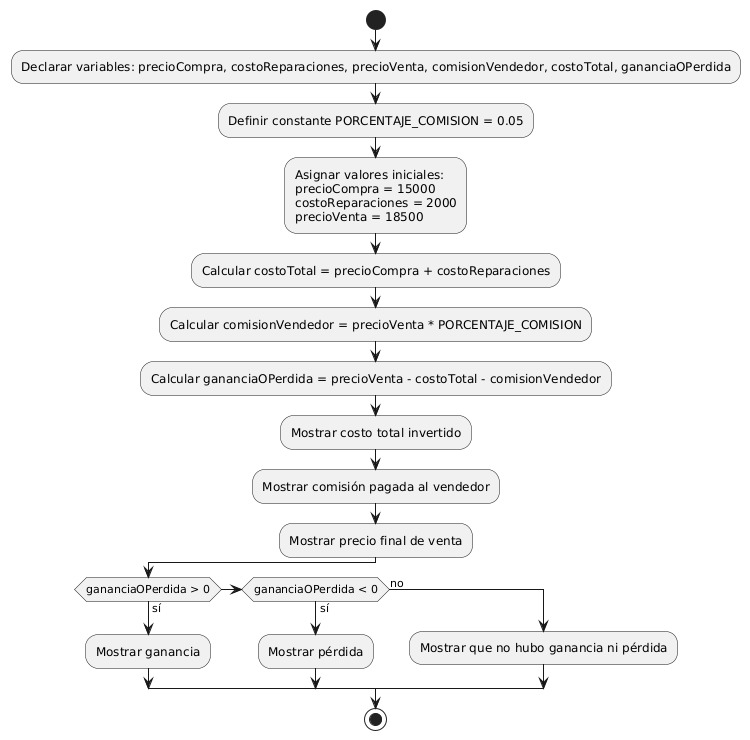 Declarar variables: precioCompra, costoReparaciones, precioVenta, comisionVendedor, costoTotal, gananciaOPerdida
Definir constante PORCENTAJE_COMISION = 0.05
Asignar valores iniciales:
precioCompra = 15000
costoReparaciones = 2000
precioVenta = 18500
Calcular costoTotal = precioCompra + costoReparaciones
Calcular comisionVendedor = precioVenta * PORCENTAJE_COMISION
Calcular gananciaOPerdida = precioVenta - costoTotal - comisionVendedor
Mostrar costo total invertido
Mostrar comisión pagada al vendedor
Mostrar precio final de venta
gananciaOPerdida > 0
sí
Mostrar ganancia
gananciaOPerdida < 0
sí
Mostrar pérdida
no
Mostrar que no hubo ganancia ni pérdida